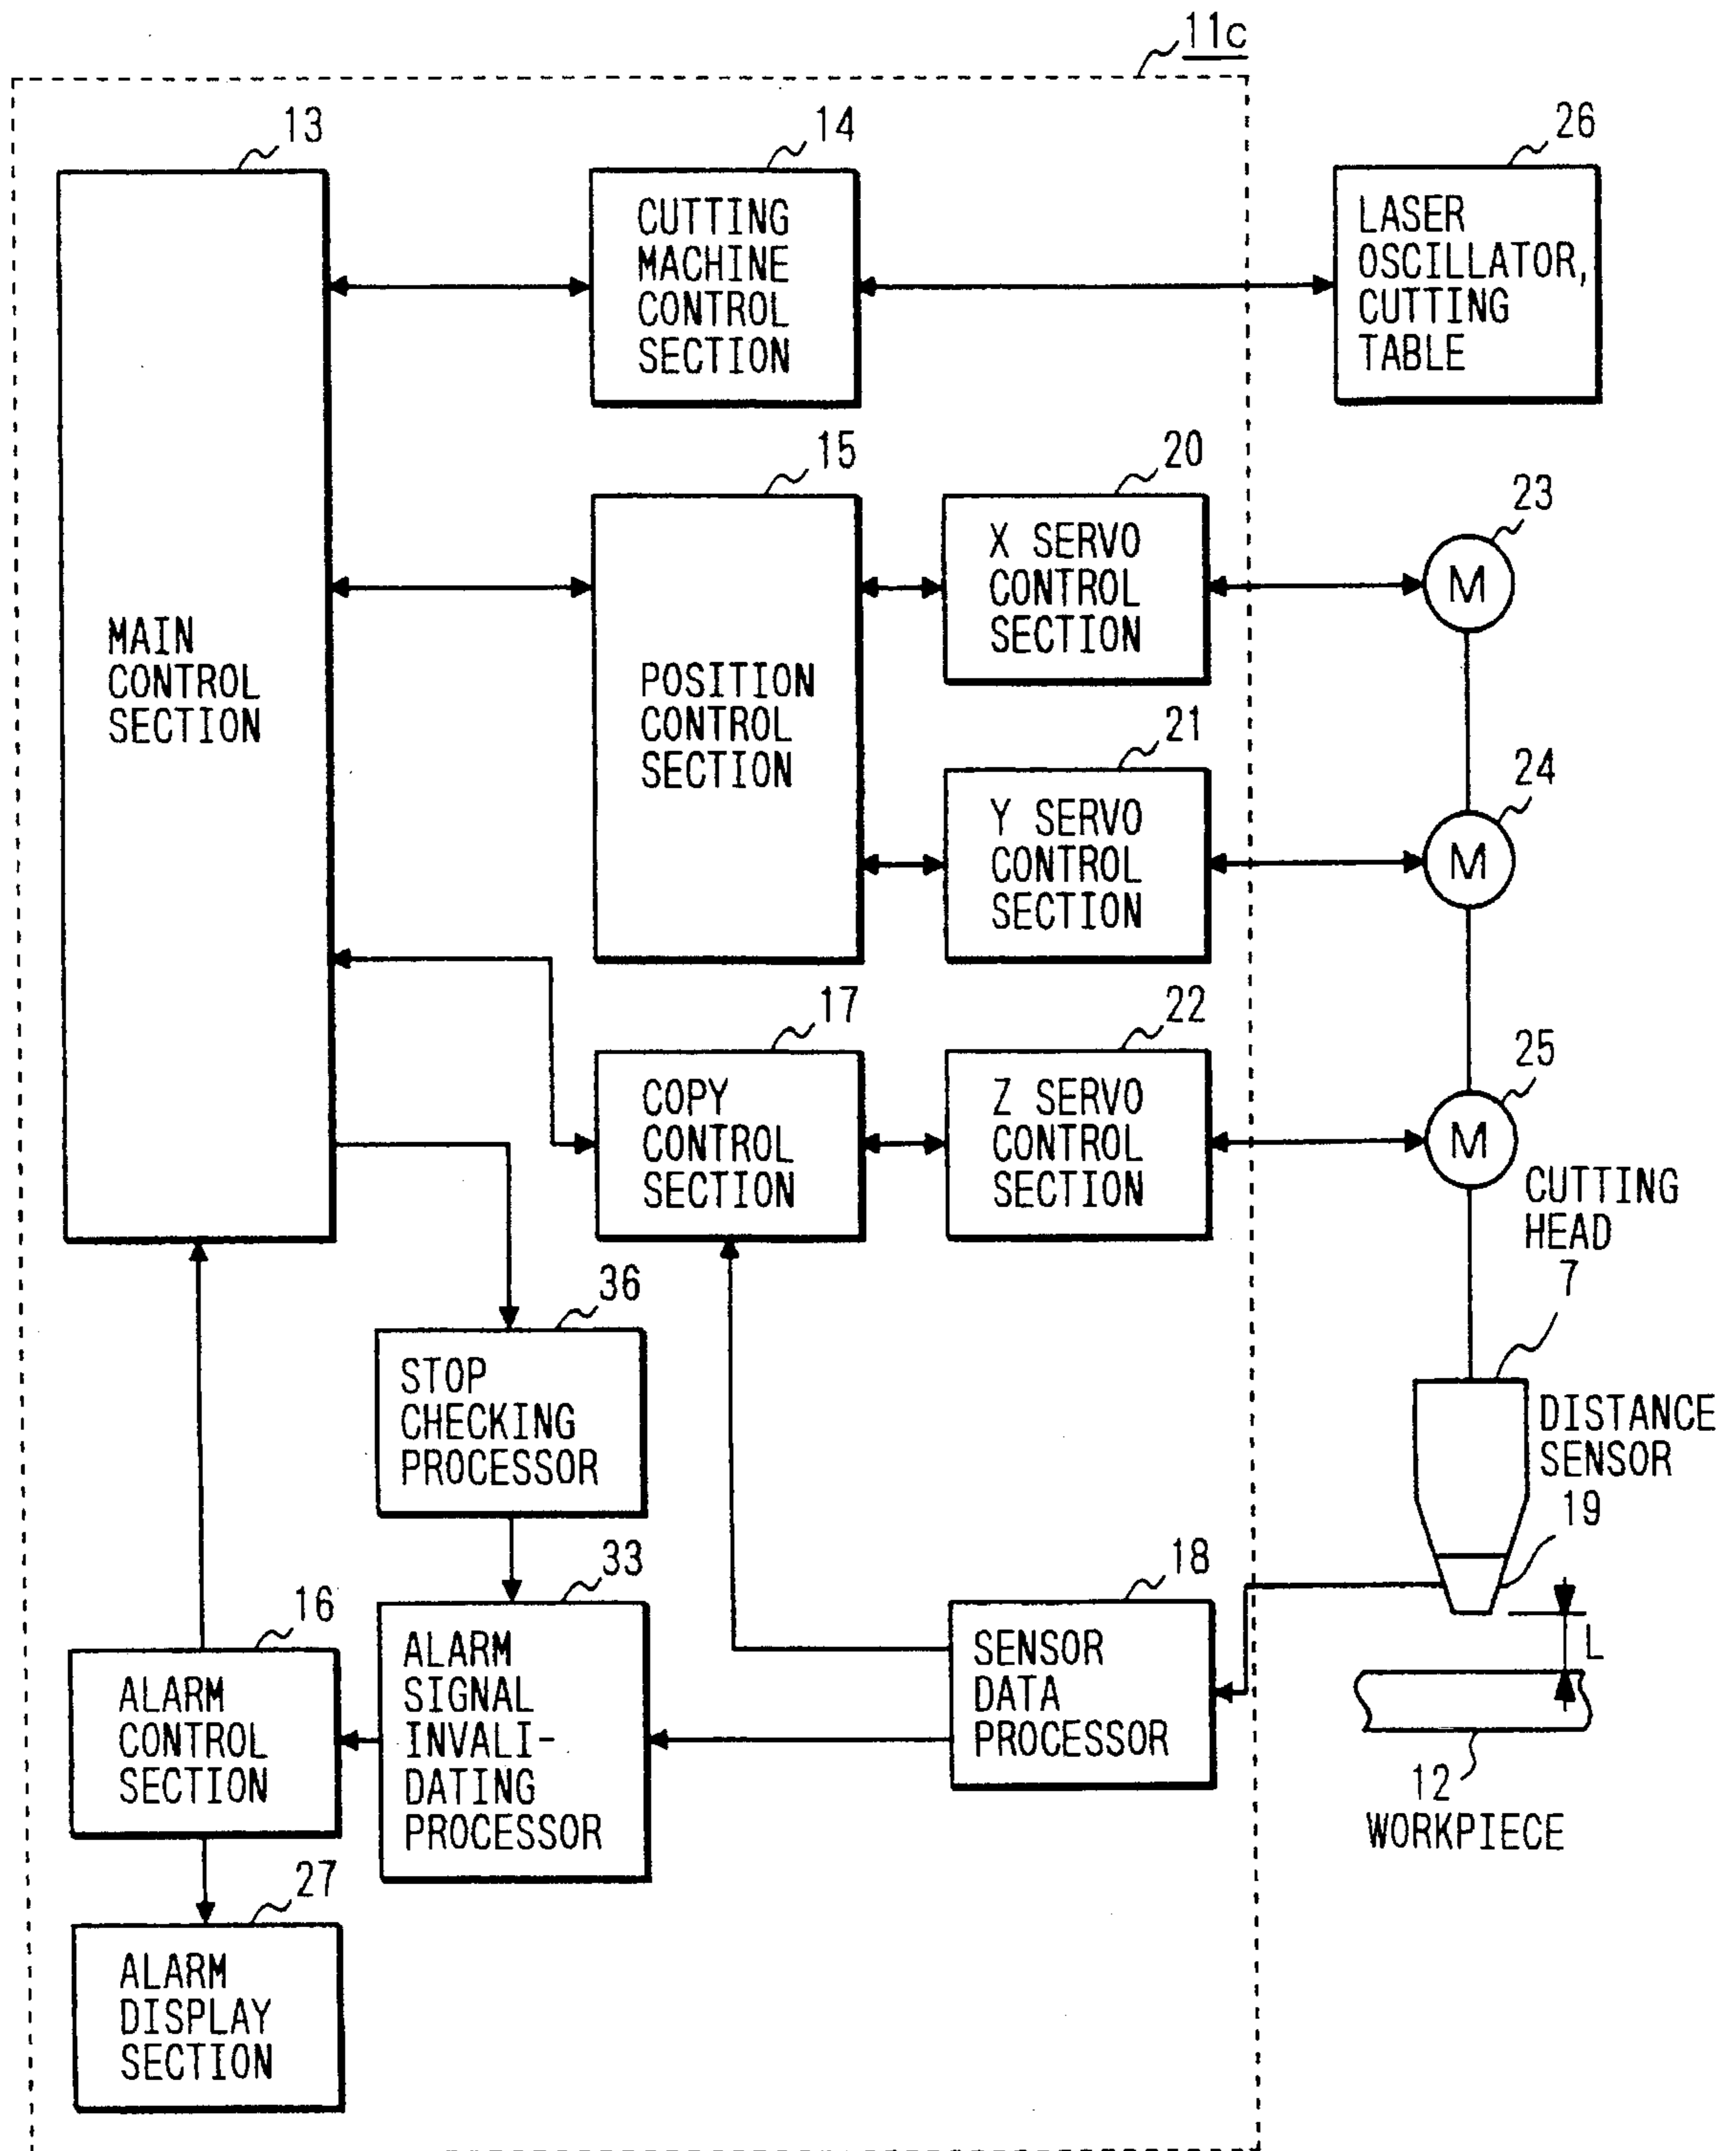 11c
13
14
26
MAIN
CONTROL
SECTION
CUTTING
MACHINE
CONTROL
SECTION
LASER
OSCILLATOR,
CUTTING
TABLE
15
20
23
POSITION
CONTROL
SECTION
X SERVO
CONTROL
SECTION
M
21
24
Y SERVO
CONTROL
SECTION
M
17
22
25
COPY
CONTROL
SECTION
Z SERVO
CONTROL
SECTION
M
CUTTING
HEAD
7
36
STOP
CHECKING
PROCESSOR
DISTANCE
SENSOR
19
16
33
18
ALARM
CONTROL
SECTION
ALARM
SIGNAL
INVALI-
DATING
PROCESSOR
SENSOR
DATA
PROCESSOR
L
12
WORKPIECE
27
ALARM
DISPLAY
SECTION